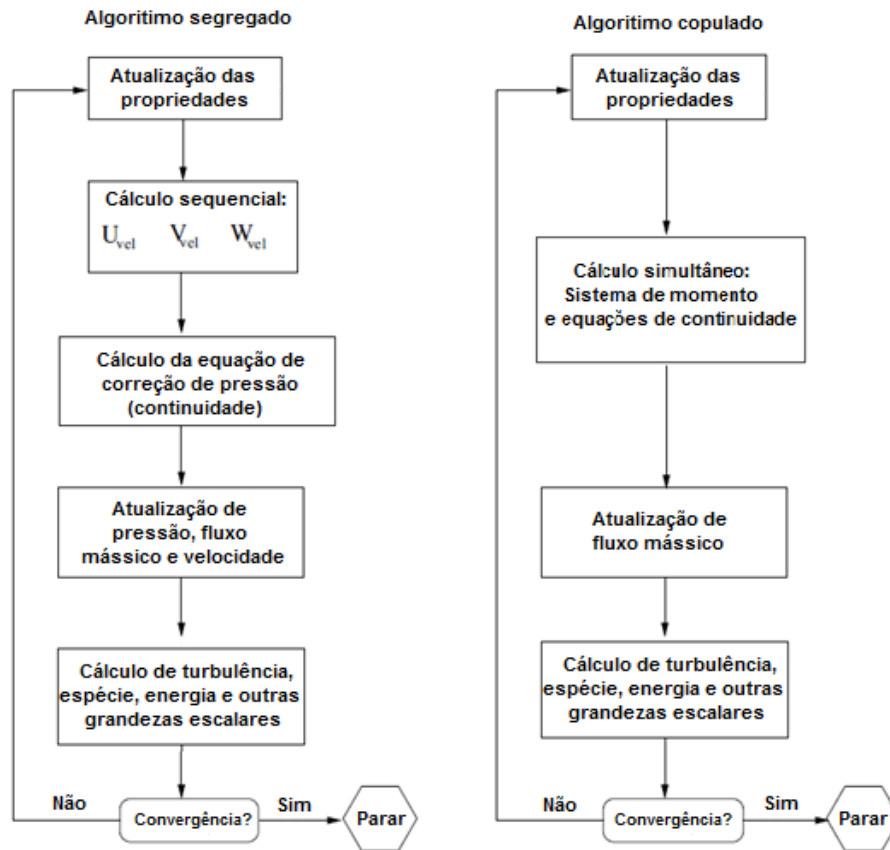 Algoritimo segregado
Atualização das
propriedades
Cálculo sequencial:
Uvel Vvel Wvel
Cálculo da equação de
correção de pressão
(continuidade)
Atualização de
pressão, fluxo
mássico e velocidade
Cálculo de turbulência,
espécie, energia e outras
grandezas escalares
Não
Convergência?
Sim
Parar
Algoritimo copulado
Atualização das
propriedades
Cálculo simultâneo:
Sistema de momento
e equações de continuidade
Atualização de
fluxo mássico
Cálculo de turbulência,
espécie, energia e outras
grandezas escalares
Não
Convergência?
Sim
Parar